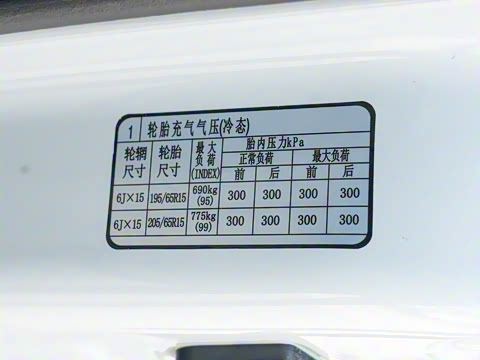 1 轮胎充气气压(冷态)
轮辋尺寸 轮胎尺寸 最大负荷(INDEX) 胎内压力kPa
正常负荷 最大负荷
前 后 前 后
6J×15 195/65R15 690kg(95) 300 300 300 300
6J×15 205/65R15 775kg(99) 300 300 300 300